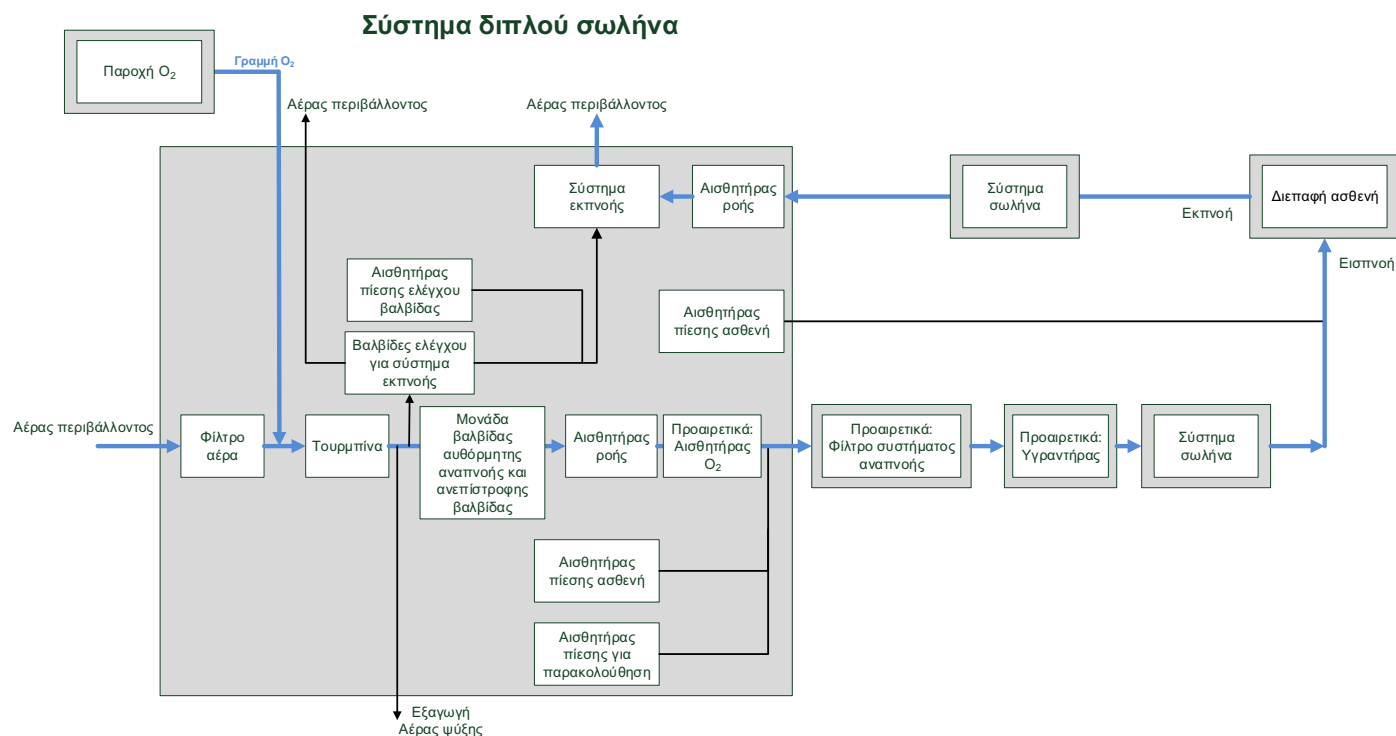 Σύστημα διπλού σωλήνα
Παροχή O₂
Γραμμή O₂
Αέρας περιβάλλοντος
Αέρας περιβάλλοντος
Σύστημα
εκπνοής
Αισθητήρας
ροής
Σύστημα
σωλήνα
Διεπαφή ασθενή
Εκπνοή
Εισπνοή
Αισθητήρας
πίεσης ελέγχου
βαλβίδας
Αισθητήρας
πίεσης ασθενή
Βαλβίδες ελέγχου
για σύστημα
εκπνοής
Αέρας περιβάλλοντος
Φίλτρο
αέρα
Τουρμπίνα
Μονάδα
βαλβίδας
αυθόρμητης
αναπνοής και
ανεπίστροφης
βαλβίδας
Αισθητήρας
ροής
Προαιρετικά:
Αισθητήρας
O₂
Προαιρετικά:
Φίλτρο συστήματος
αναπνοής
Προαιρετικά:
Υγραντήρας
Σύστημα
σωλήνα
Αισθητήρας
πίεσης ασθενή
Αισθητήρας
πίεσης για
παρακολούθηση
Εξαγωγή
Αέρας ψύξης